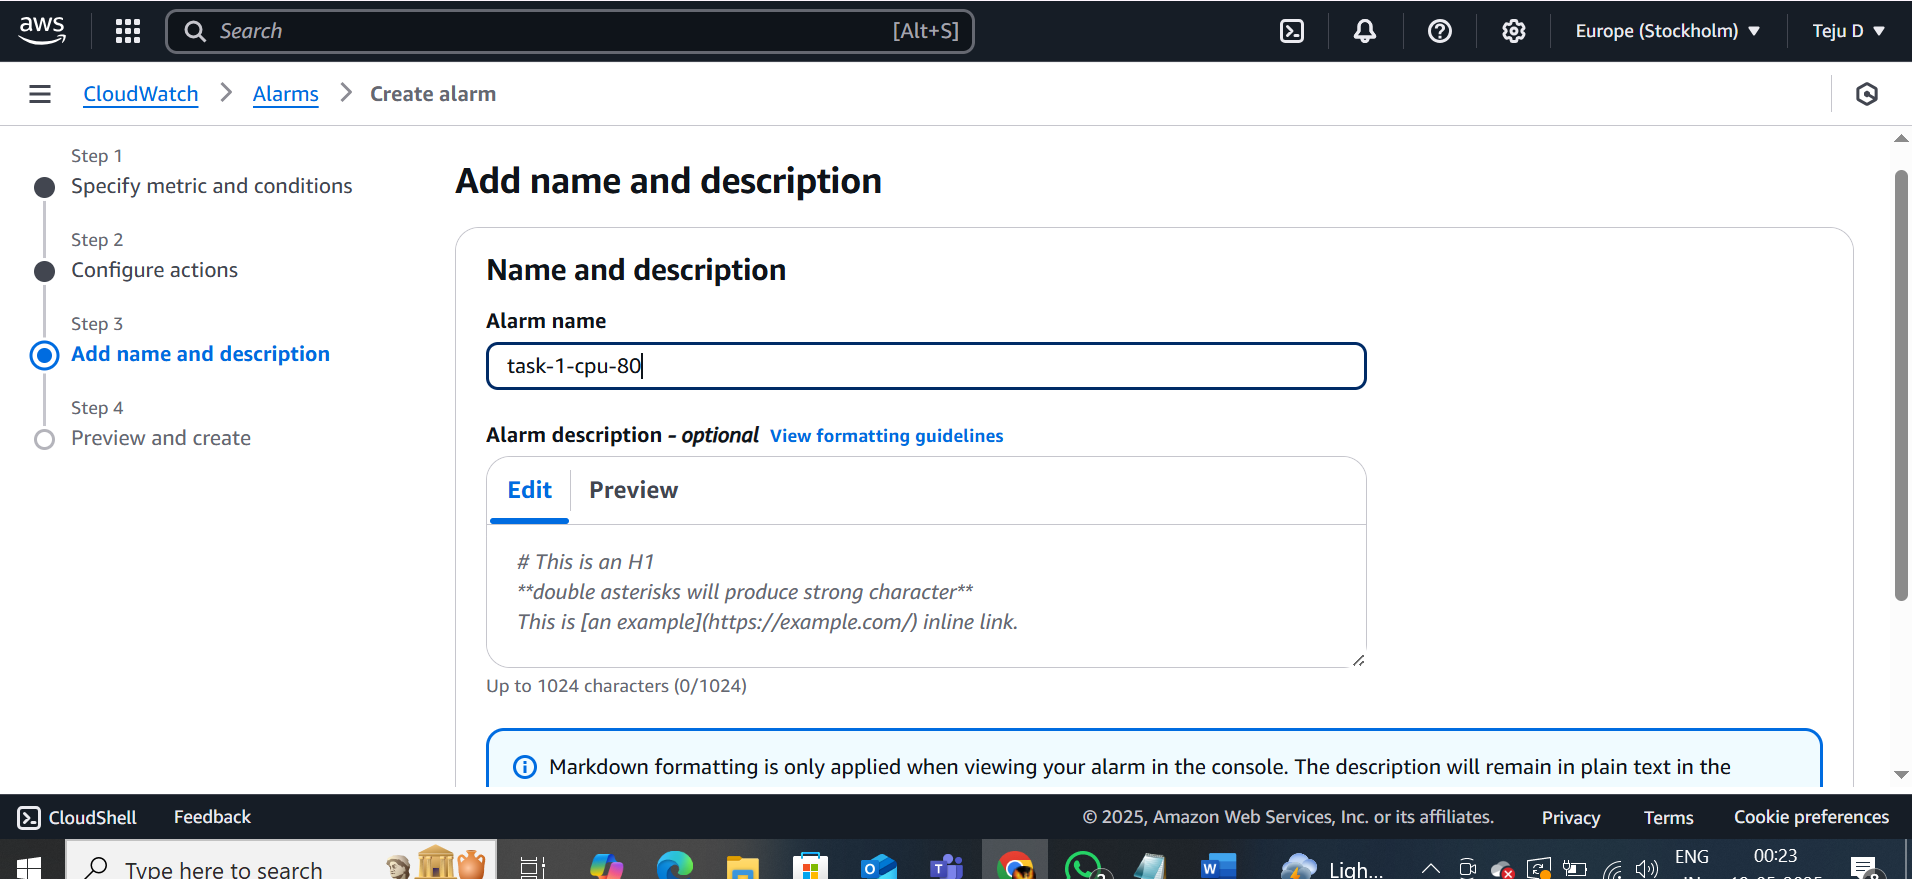 aws
Search [Alt+S]
Europe (Stockholm) Teju D
CloudWatch Alarms Create alarm
Step 1
Specify metric and conditions
Step 2
Configure actions
Step 3
Add name and description
Step 4
Preview and create
Add name and description
Name and description
Alarm name
task-1-cpu-80
Alarm description - optional View formatting guidelines
Edit Preview
# This is an H1
**double asterisks will produce strong character**
This is [an example](https://example.com/) inline link.
Up to 1024 characters (0/1024)
Markdown formatting is only applied when viewing your alarm in the console. The description will remain in plain text in the
CloudShell Feedback
© 2025, Amazon Web Services, Inc. or its affiliates. Privacy Terms Cookie preferences
Type here to search
Ligh...
ENG
00:23